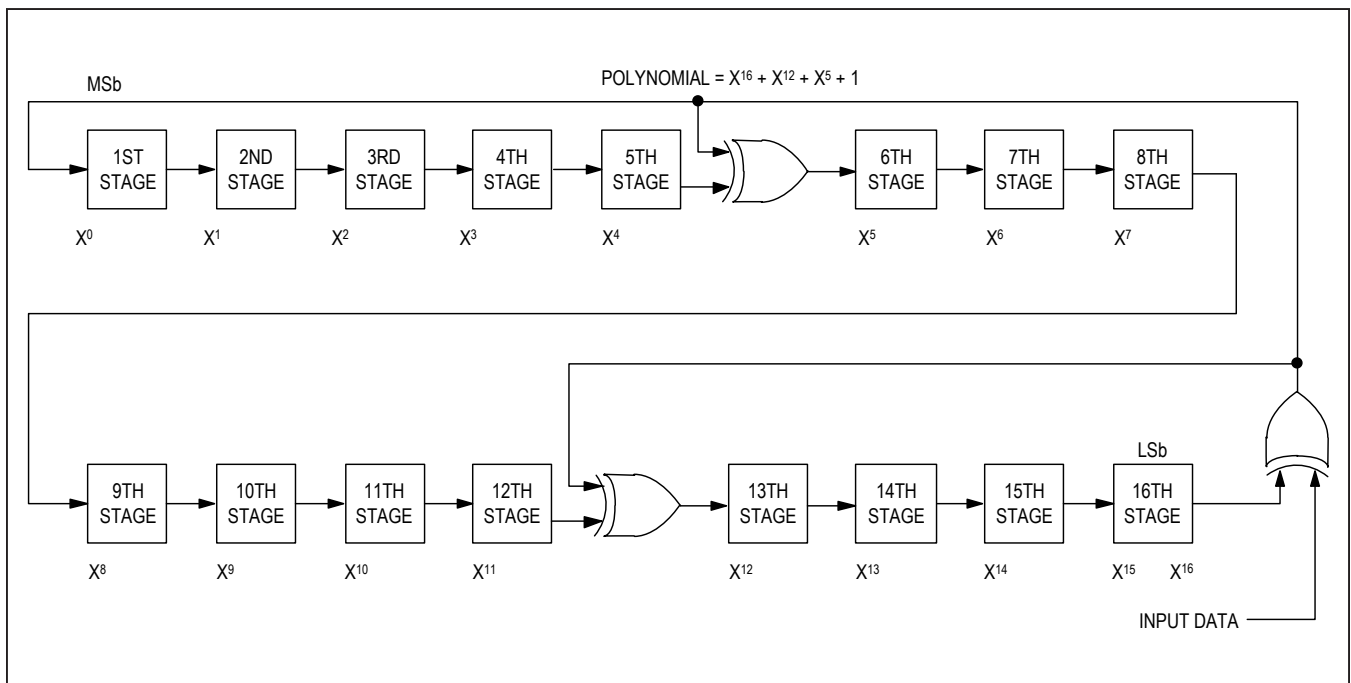 MSb
POLYNOMIAL = X¹⁶ + X¹² + X⁵ + 1
1ST STAGE
2ND STAGE
3RD STAGE
4TH STAGE
5TH STAGE
6TH STAGE
7TH STAGE
8TH STAGE
X⁰
X¹
X²
X³
X⁴
X⁵
X⁶
X⁷
LSb
9TH STAGE
10TH STAGE
11TH STAGE
12TH STAGE
13TH STAGE
14TH STAGE
15TH STAGE
16TH STAGE
X⁸
X⁹
X¹⁰
X¹¹
X¹²
X¹³
X¹⁴
X¹⁵
X¹⁶
INPUT DATA